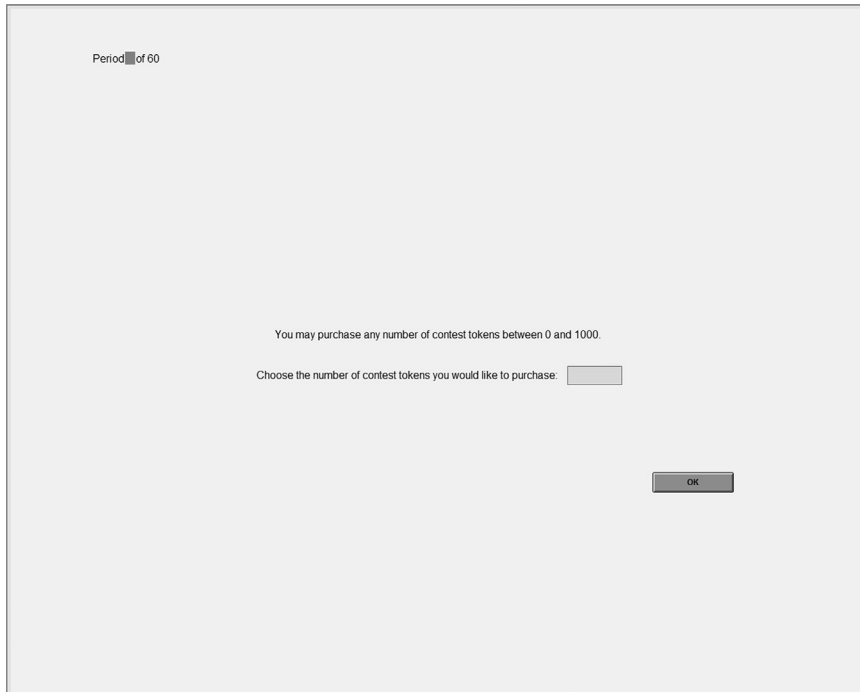 Period of 60
You may purchase any number of contest tokens between 0 and 1000.
Choose the number of contest tokens you would like to purchase:
OK